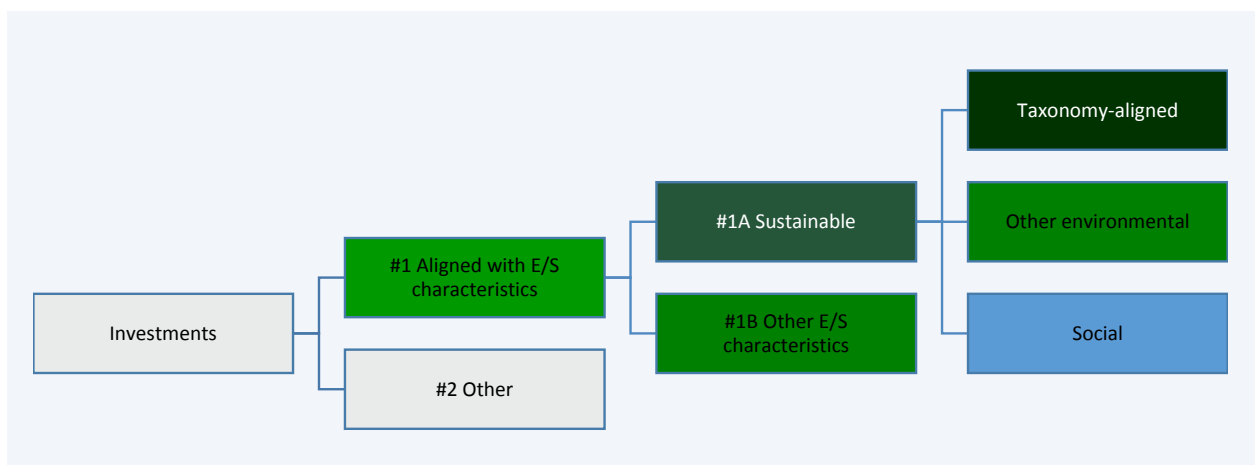 Investments
#1 Aligned with E/S
characteristics
#2 Other
#1A Sustainable
#1B Other E/S
characteristics
Taxonomy-aligned
Other environmental
Social